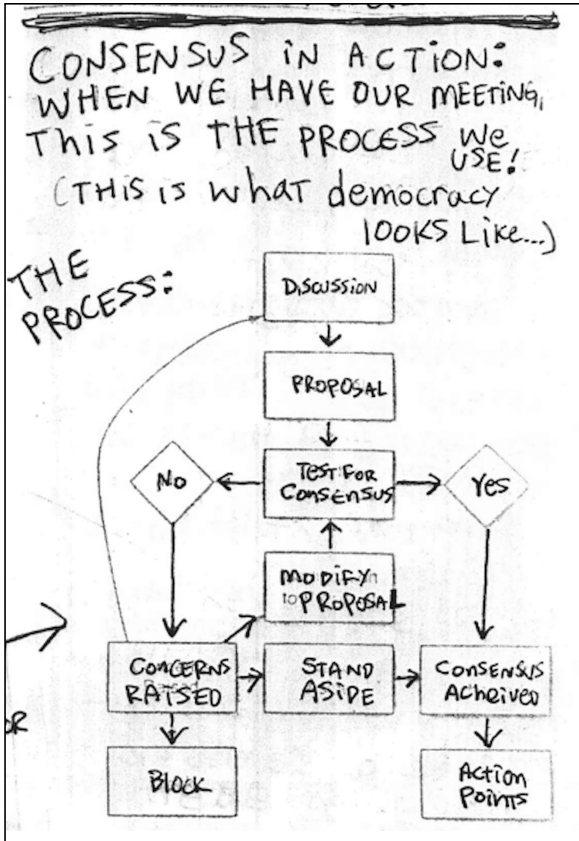 CONSENSUS iN ACTiON:
WHEN WE HAVE OUR MEETING,
THIS IS THE PROCESS WE
USE!
(THIS IS WHAT democracy
lOOKS Like...)
THE
PROCESS:
DISCUSSION
PROPOSAL
NO
TEST FOR
CONSENSUS
Yes
MODIFY
PROPOSAL
CONCERNS
RAISED
STAND
ASIDE
CONSENSUS
ACHEIVED
OR
BLOCK
ACTION
POINTS